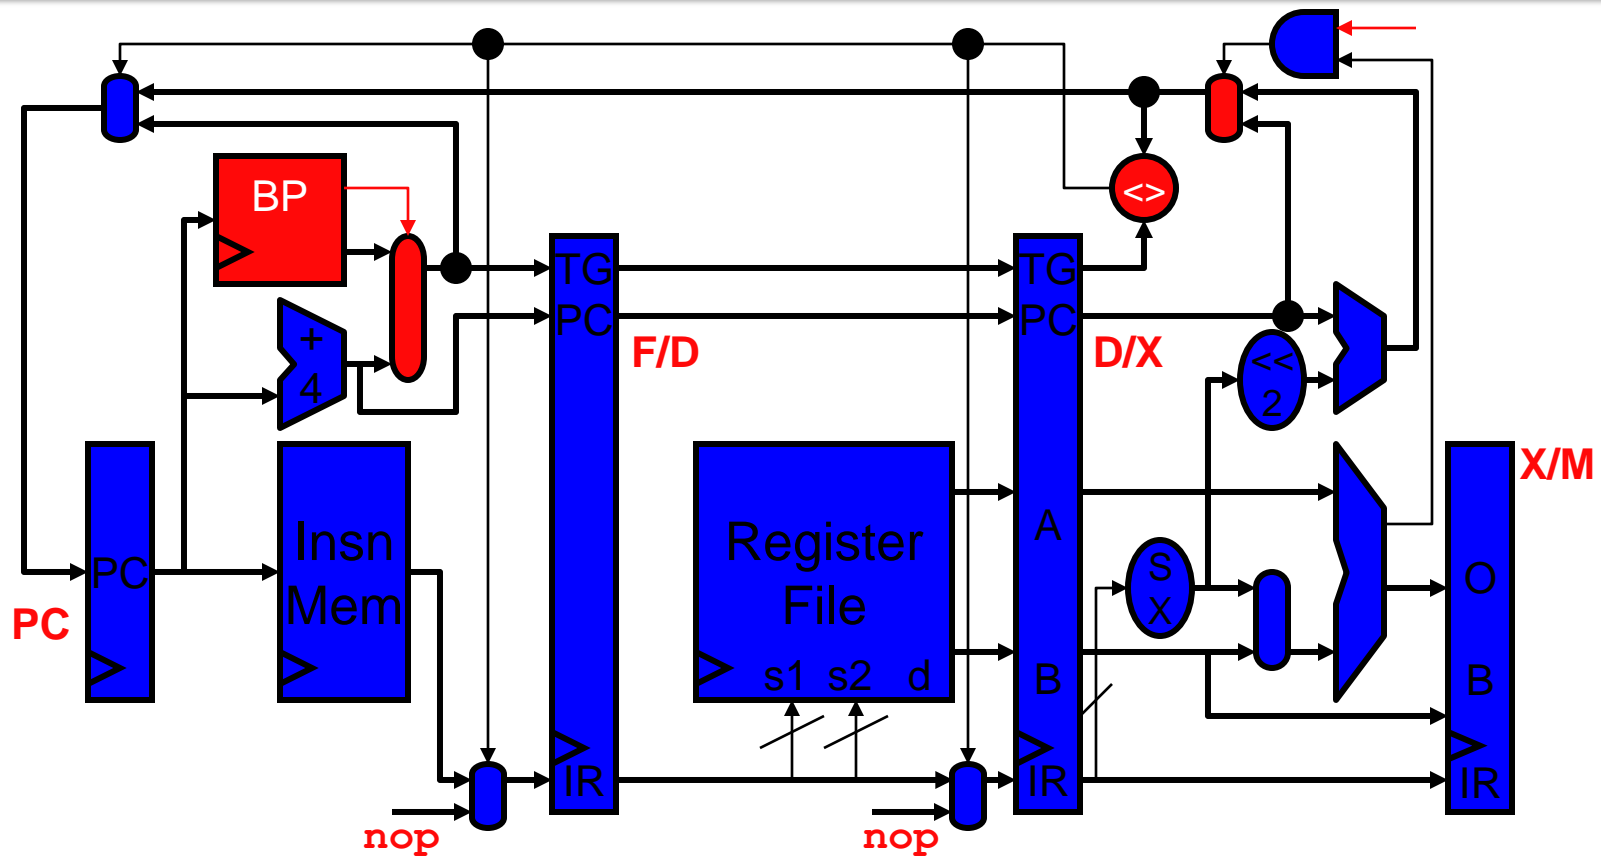 BP
<>
+
4
TG
PC
F/D
TG
PC
D/X
<<
2
PC
PC
Insn
Mem
Register
File
s1 s2 d
A
B
S
X
X/M
O
B
IR
IR
IR
nop
nop